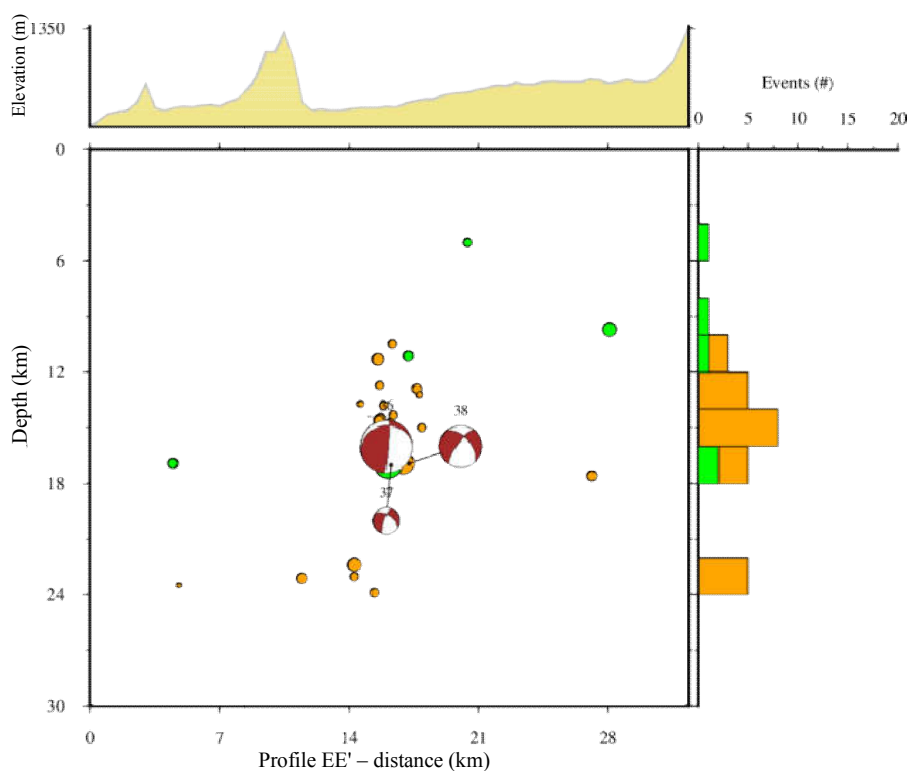 Elevation (m)
1350
Events (#)
0 5 10 15 20
0
6
12
18
24
30
Depth (km)
38
37
0 7 14 21 28
Profile EE' – distance (km)